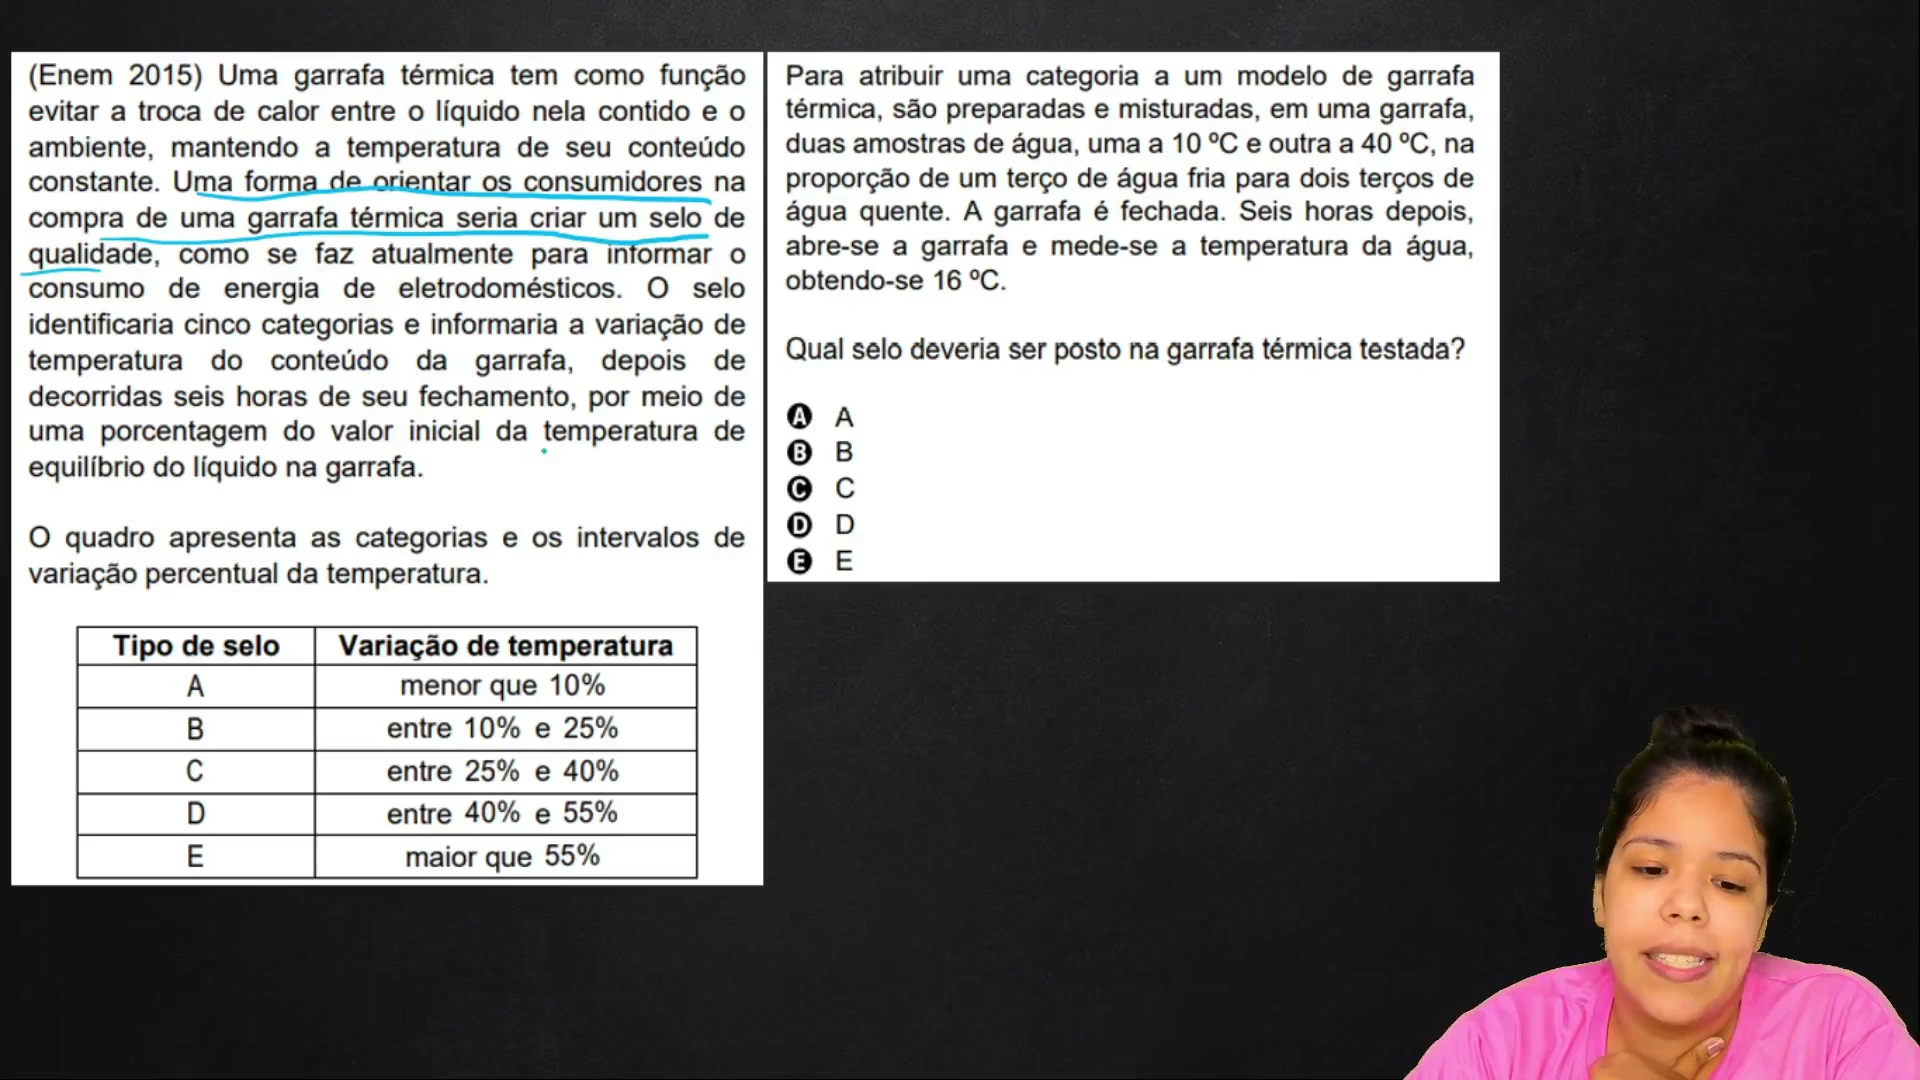 (Enem 2015) Uma garrafa térmica tem como função
evitar a troca de calor entre o líquido nela contido e o
ambiente, mantendo a temperatura de seu conteúdo
constante. Uma forma de orientar os consumidores na
compra de uma garrafa térmica seria criar um selo de
qualidade, como se faz atualmente para informar o
consumo de energia de eletrodomésticos. O selo
identificaria cinco categorias e informaria a variação de
temperatura do conteúdo da garrafa, depois de
decorridas seis horas de seu fechamento, por meio de
uma porcentagem do valor inicial da temperatura de
equilíbrio do líquido na garrafa.
O quadro apresenta as categorias e os intervalos de
variação percentual da temperatura.
Tipo de selo Variação de temperatura
A menor que 10%
B entre 10% e 25%
C entre 25% e 40%
D entre 40% e 55%
E maior que 55%
Para atribuir uma categoria a um modelo de garrafa
térmica, são preparadas e misturadas, em uma garrafa,
duas amostras de água, uma a 10 ºC e outra a 40 ºC, na
proporção de um terço de água fria para dois terços de
água quente. A garrafa é fechada. Seis horas depois,
abre-se a garrafa e mede-se a temperatura da água,
obtendo-se 16 ºC.
Qual selo deveria ser posto na garrafa térmica testada?
A A
B B
C C
D D
E E